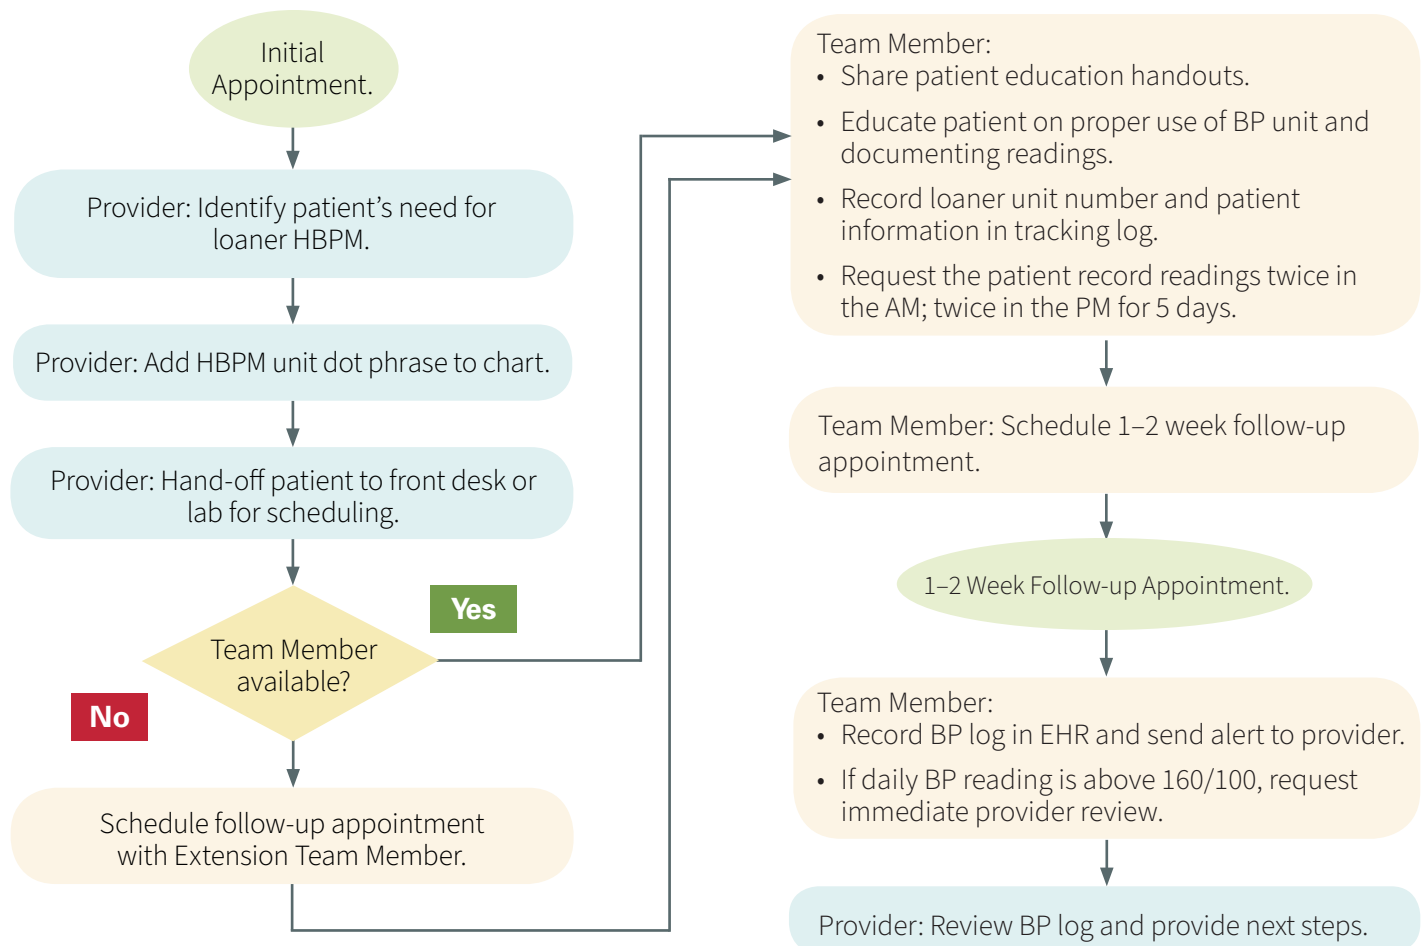 Initial
Appointment.
Provider: Identify patient’s need for
loaner HBPM.
Provider: Add HBPM unit dot phrase to chart.
Provider: Hand-off patient to front desk or
lab for scheduling.
Team Member
available?
Yes
No
Schedule follow-up appointment
with Extension Team Member.
Team Member:
• Share patient education handouts.
• Educate patient on proper use of BP unit and
documenting readings.
• Record loaner unit number and patient
information in tracking log.
• Request the patient record readings twice in
the AM; twice in the PM for 5 days.
Team Member: Schedule 1–2 week follow-up
appointment.
1–2 Week Follow-up Appointment.
Team Member:
• Record BP log in EHR and send alert to provider.
• If daily BP reading is above 160/100, request
immediate provider review.
Provider: Review BP log and provide next steps.